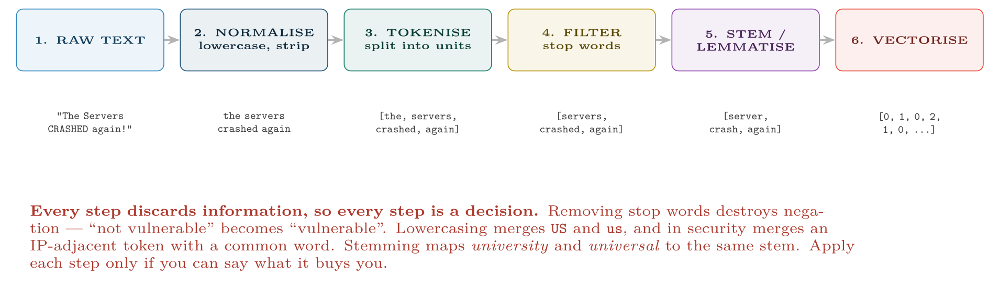 1. RAW TEXT
2. NORMALISE
lowercase, strip
3. TOKENISE
split into units
4. FILTER
stop words
5. STEM /
LEMMATISE
6. VECTORISE
"The Servers
CRASHED again!"
the servers
crashed again
[the, servers,
crashed, again]
[servers,
crashed, again]
[server,
crash, again]
[0, 1, 0, 2,
1, 0, ...]
Every step discards information, so every step is a decision. Removing stop words destroys nega-
tion — “not vulnerable” becomes “vulnerable”. Lowercasing merges US and us, and in security merges an
IP-adjacent token with a common word. Stemming maps university and universal to the same stem. Apply
each step only if you can say what it buys you.